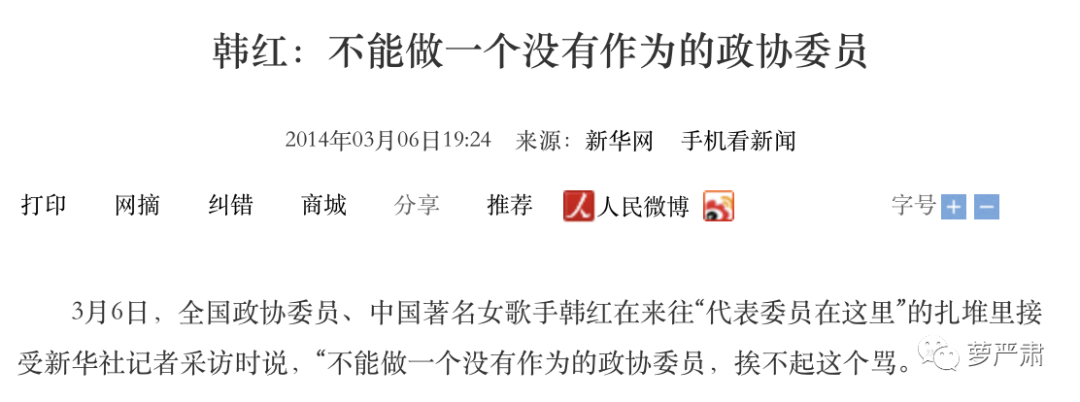 韩红：不能做一个没有作为的政协委员
2014年03月06日19:24 来源：新华网 手机看新闻
打印 网摘 纠错 商城 分享 推荐 人 人民微博 字号 + −
3月6日，全国政协委员、中国著名女歌手韩红在来往“代表委员在这里”的扎堆里接
受新华社记者采访时说，“不能做一个没有作为的政协委员，挨不起这个骂。
萝严肃